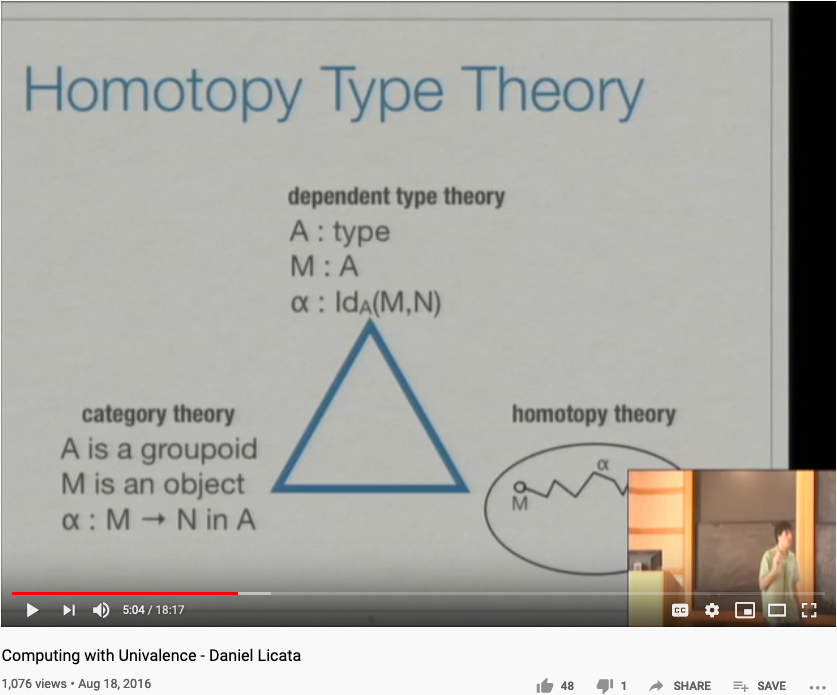 Homotopy Type Theory
dependent type theory
A : type
M : A
α : IdA(M,N)
category theory
A is a groupoid
M is an object
α : M → N in A
homotopy theory
α
M
5:04 / 18:17
CC
Computing with Univalence - Daniel Licata
1,076 views • Aug 18, 2016
48
1
SHARE
SAVE